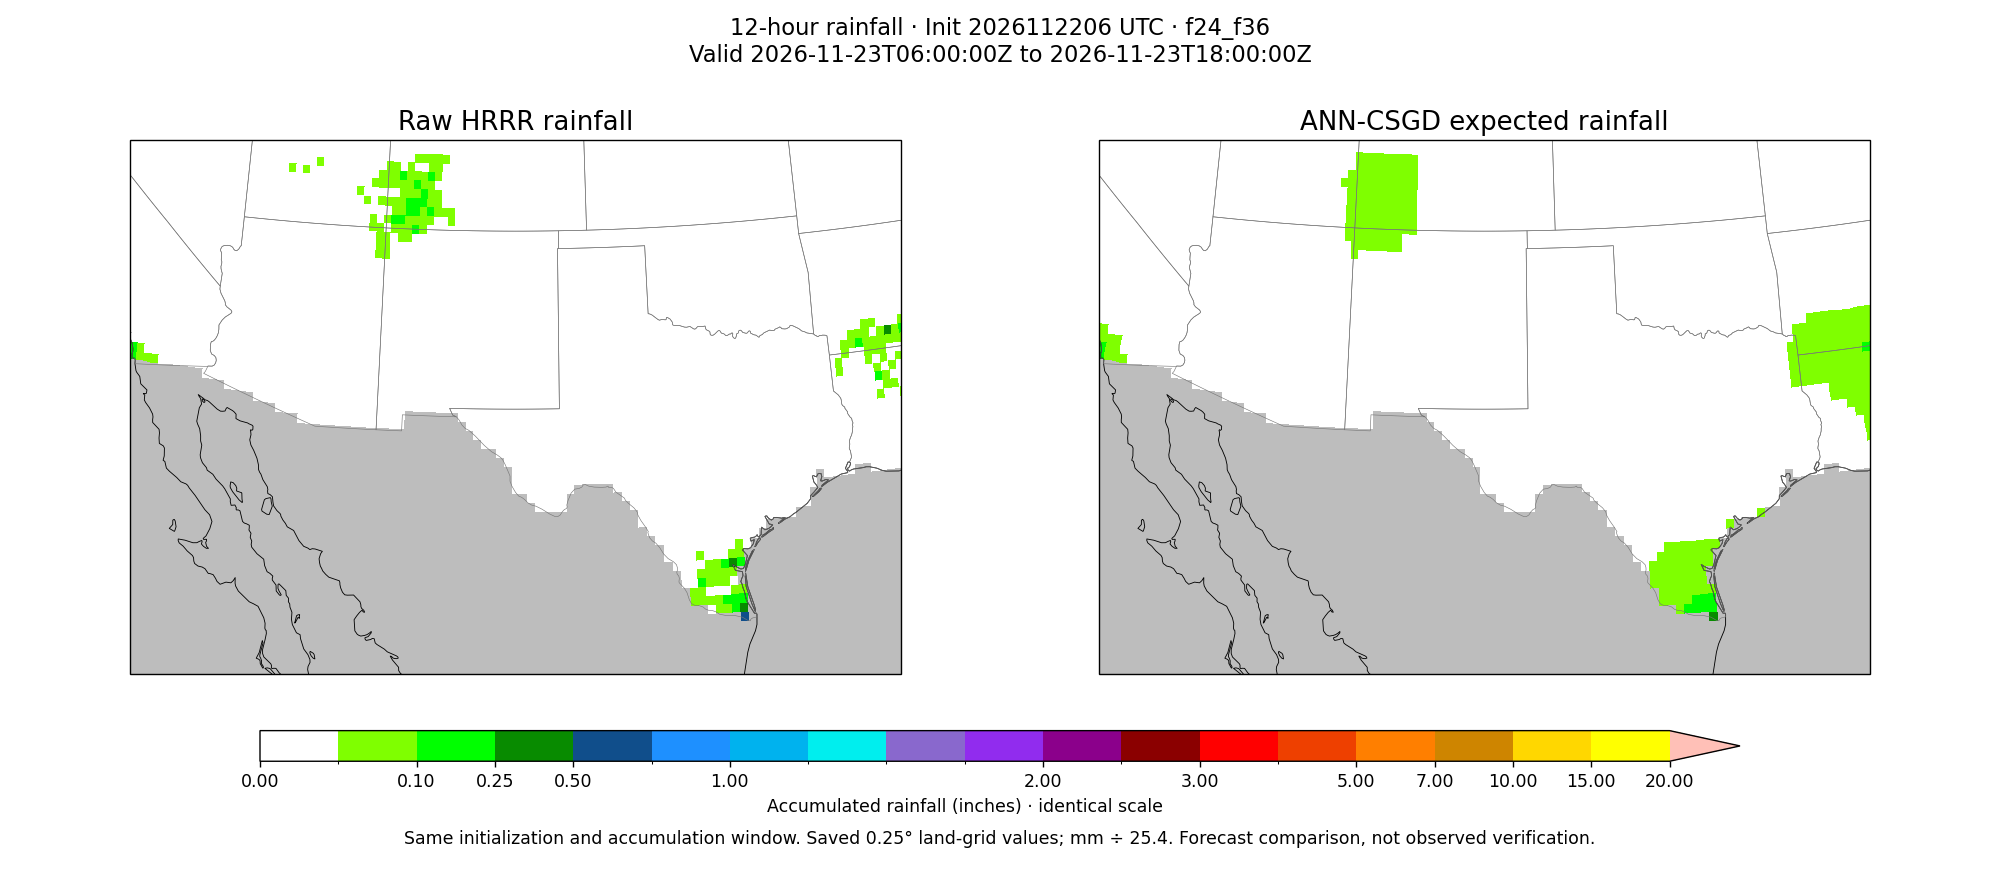 12-hour rainfall · Init 2026112206 UTC · f24_f36
Valid 2026-11-23T06:00:00Z to 2026-11-23T18:00:00Z
Raw HRRR rainfall
ANN-CSGD expected rainfall
0.00 0.10 0.25 0.50 1.00 2.00 3.00 5.00 7.00 10.00 15.00 20.00
Accumulated rainfall (inches) · identical scale
Same initialization and accumulation window. Saved 0.25° land-grid values; mm ÷ 25.4. Forecast comparison, not observed verification.